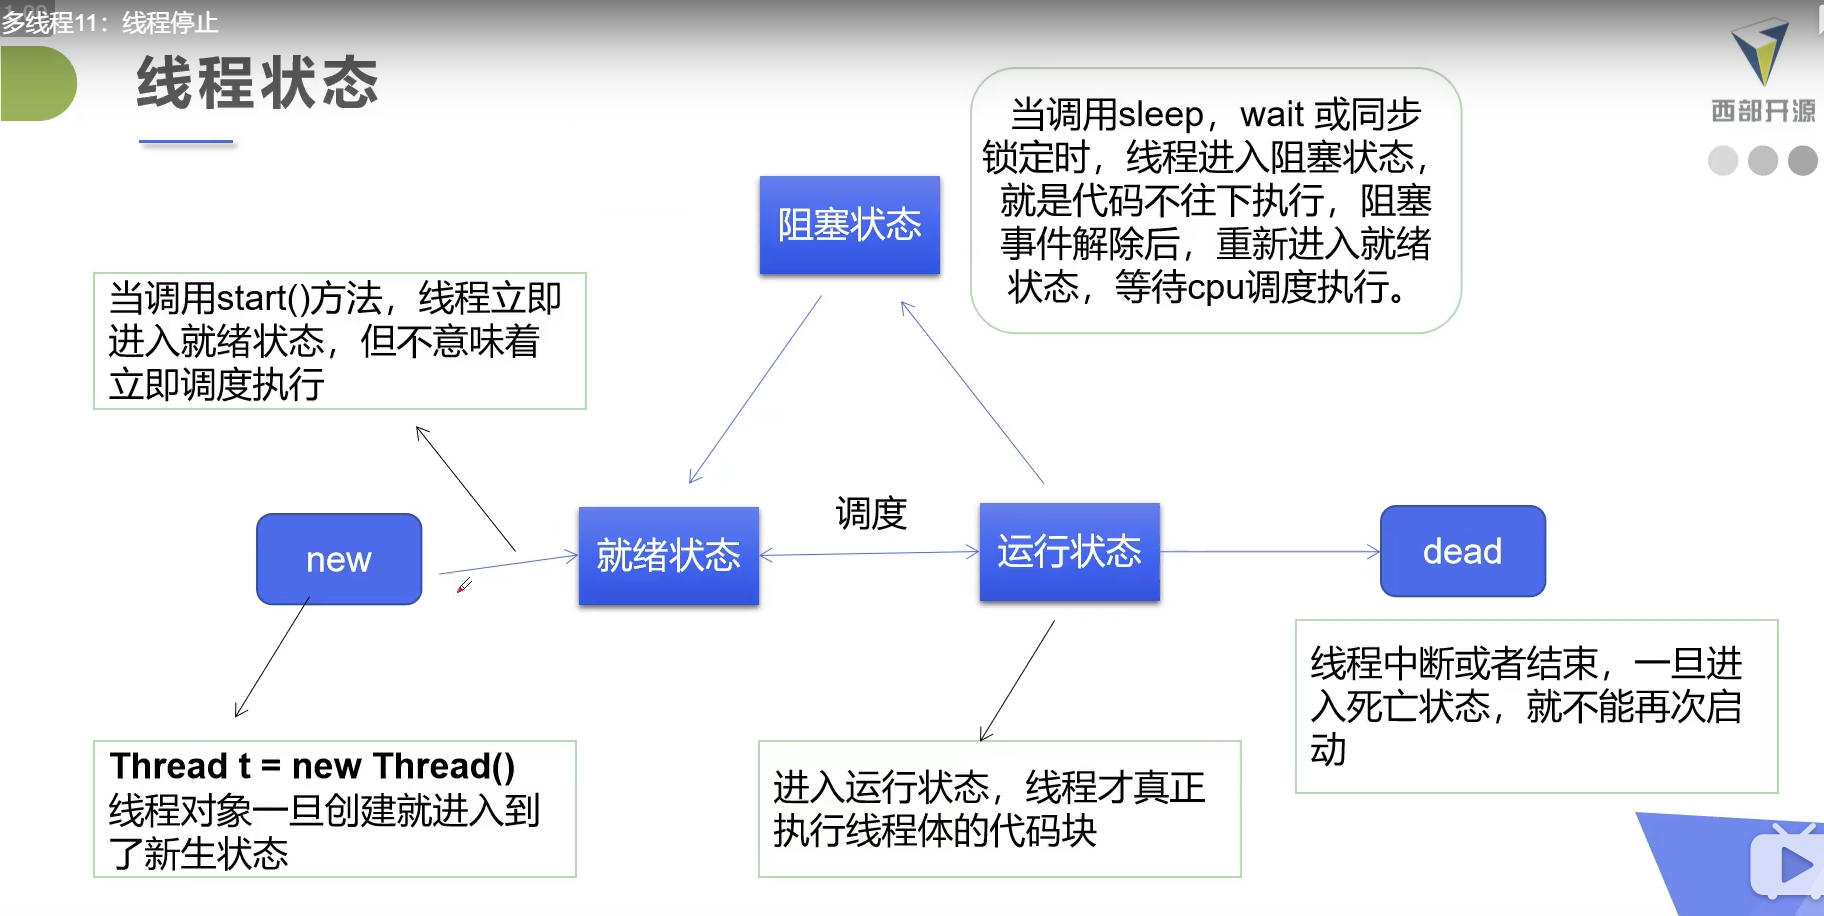 多线程11：线程停止
线程状态
西部开源
当调用sleep，wait 或同步
锁定时，线程进入阻塞状态，
就是代码不往下执行，阻塞
事件解除后，重新进入就绪
状态，等待cpu调度执行。
阻塞状态
当调用start()方法，线程立即
进入就绪状态，但不意味着
立即调度执行
调度
new
就绪状态
运行状态
dead
线程中断或者结束，一旦进
入死亡状态，就不能再次启
动
Thread t = new Thread()
线程对象一旦创建就进入到
了新生状态
进入运行状态，线程才真正
执行线程体的代码块